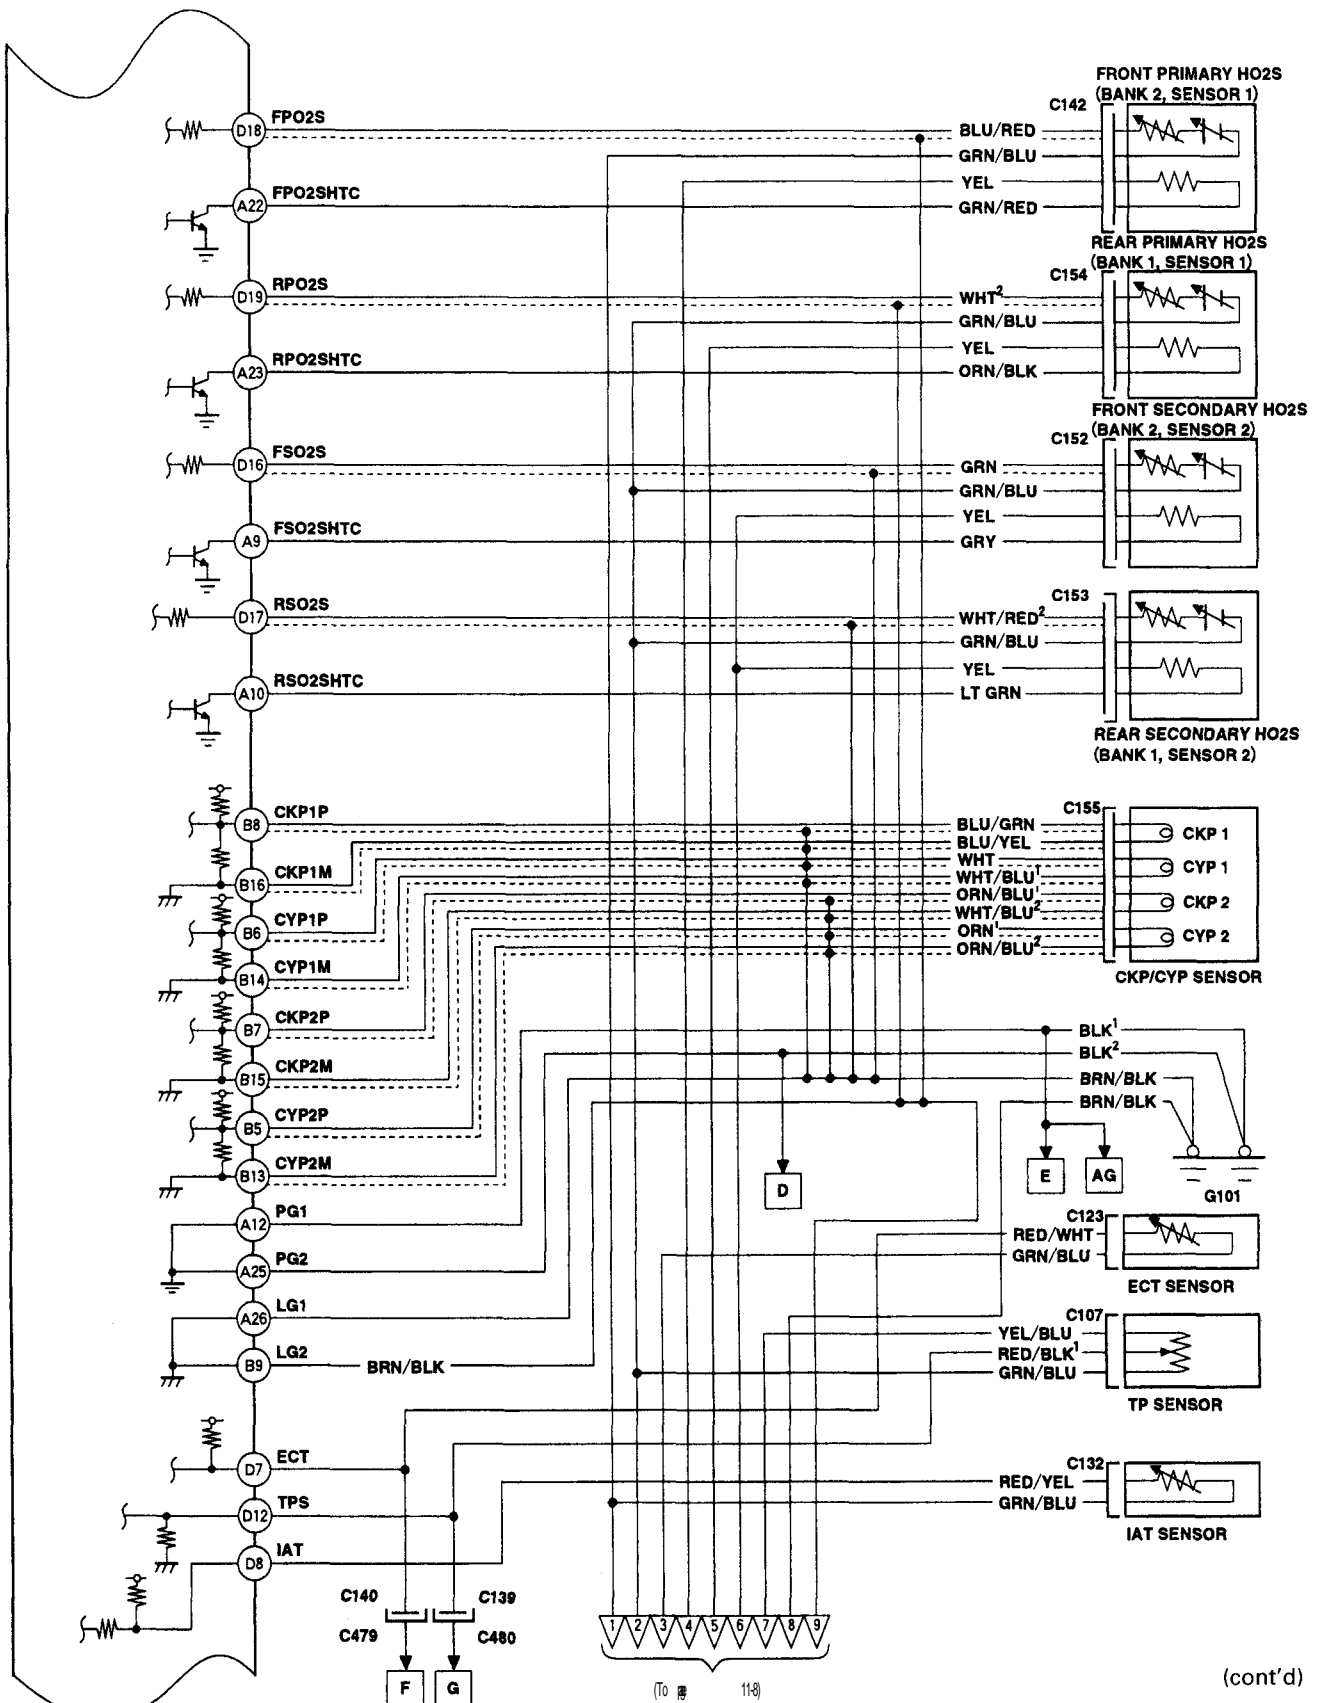 FRONT PRIMARY HO2S
(BANK 2, SENSOR 1)
C142
D18
FPO2S
BLU/RED
GRN/BLU
YEL
A22
FPO2SHTC
GRN/RED
REAR PRIMARY HO2S
(BANK 1, SENSOR 1)
C154
D19
RPO2S
WHT²
GRN/BLU
YEL
A23
RPO2SHTC
ORN/BLK
FRONT SECONDARY HO2S
(BANK 2, SENSOR 2)
C152
D16
FSO2S
GRN
GRN/BLU
YEL
A9
FSO2SHTC
GRY
C153
D17
RSO2S
WHT/RED²
GRN/BLU
YEL
A10
RSO2SHTC
LT GRN
REAR SECONDARY HO2S
(BANK 1, SENSOR 2)
C155
B8
CKP1P
BLU/GRN
BLU/YEL
WHT
WHT/BLU¹
ORN/BLU¹
WHT/BLU²
ORN¹
ORN/BLU²
CKP 1
CYP 1
CKP 2
CYP 2
CKP/CYP SENSOR
B16
CKP1M
B6
CYP1P
B14
CYP1M
B7
CKP2P
B15
CKP2M
B5
CYP2P
B13
CYP2M
BLK¹
BLK²
BRN/BLK
BRN/BLK
D
E
AG
G101
A12
PG1
A25
PG2
A26
LG1
B9
LG2
BRN/BLK
C123
RED/WHT
GRN/BLU
ECT SENSOR
C107
YEL/BLU
RED/BLK¹
GRN/BLU
TP SENSOR
D7
ECT
D12
TPS
D8
IAT
C132
RED/YEL
GRN/BLU
IAT SENSOR
C140
C139
C479
C480
F
G
1 2 3 4 5 6 7 8 9
(To page 11-8)
(cont'd)